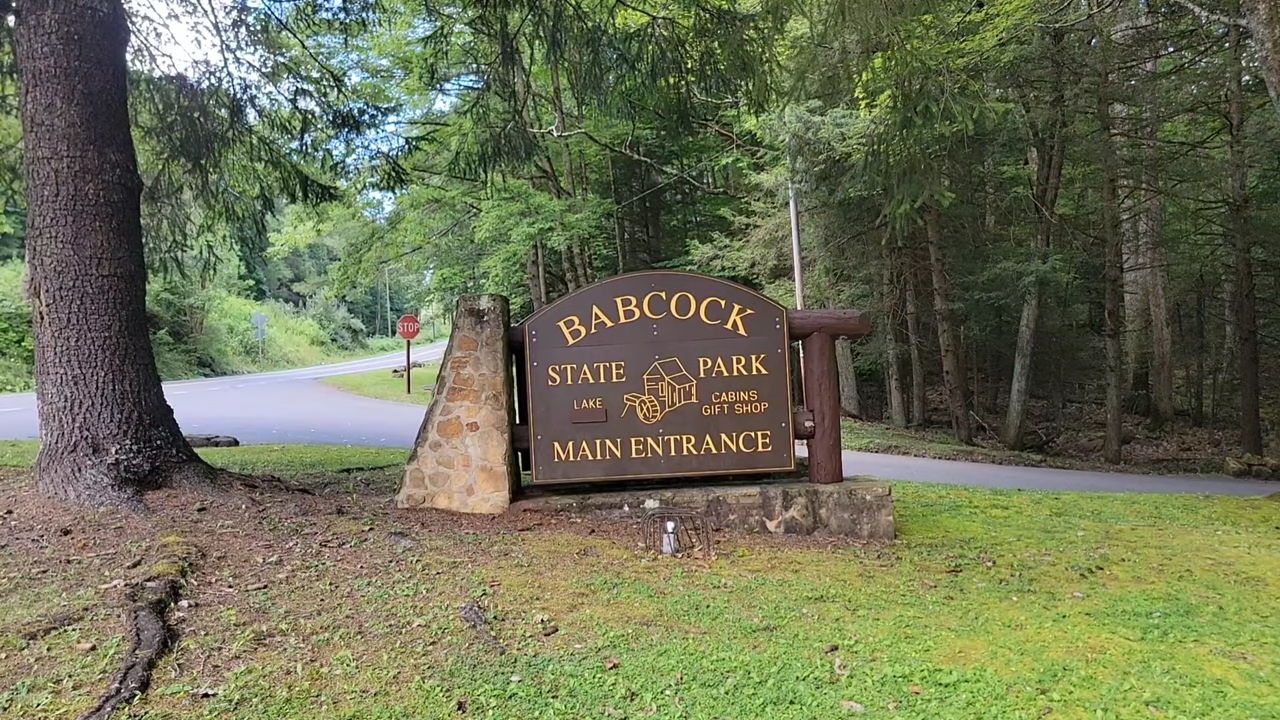 STOP
BABCOCK
STATE PARK
LAKE
CABINS
GIFT SHOP
MAIN ENTRANCE